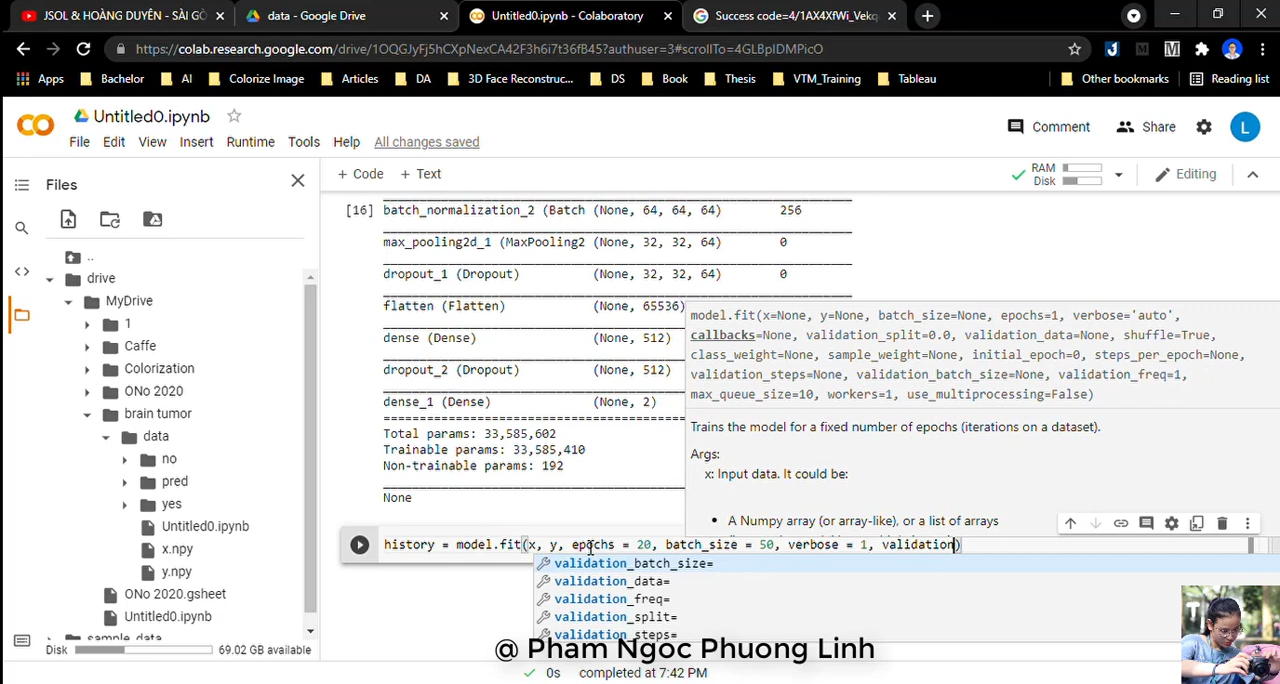 JSOL & HOÀNG DUYÊN - SÀI GÒ
data - Google Drive
Untitled0.ipynb - Colaboratory
Success code=4/1AX4XfWi_Vekq
https://colab.research.google.com/drive/1OQGJyFj5hCXpNexCA42F3h6i7t36fB45?authuser=3#scrollTo=4GLBpIDMPicO
Apps Bachelor AI Colorize Image Articles DA 3D Face Reconstruc... DS Book Thesis VTM_Training Tableau Other bookmarks Reading list
Untitled0.ipynb
File Edit View Insert Runtime Tools Help All changes saved
Comment Share L
Files
+ Code + Text
RAM
Disk
Editing
..
drive
MyDrive
1
Caffe
Colorization
ONo 2020
brain tumor
data
no
pred
yes
Untitled0.ipynb
x.npy
y.npy
ONo 2020.gsheet
Untitled0.ipynb
sample_data
Disk 69.02 GB available
[16] batch_normalization_2 (Batch (None, 64, 64, 64) 256
max_pooling2d_1 (MaxPooling2 (None, 32, 32, 64) 0
dropout_1 (Dropout) (None, 32, 32, 64) 0
flatten (Flatten) (None, 65536)
dense (Dense) (None, 512)
dropout_2 (Dropout) (None, 512)
dense_1 (Dense) (None, 2)
Total params: 33,585,602
Trainable params: 33,585,410
Non-trainable params: 192
None
model.fit(x=None, y=None, batch_size=None, epochs=1, verbose='auto',
callbacks=None, validation_split=0.0, validation_data=None, shuffle=True,
class_weight=None, sample_weight=None, initial_epoch=0, steps_per_epoch=None,
validation_steps=None, validation_batch_size=None, validation_freq=1,
max_queue_size=10, workers=1, use_multiprocessing=False)
Trains the model for a fixed number of epochs (iterations on a dataset).
Args:
x: Input data. It could be:
• A Numpy array (or array-like), or a list of arrays
history = model.fit(x, y, epochs = 20, batch_size = 50, verbose = 1, validation)
validation_batch_size=
validation_data=
validation_freq=
validation_split=
validation_steps=
@ Pham Ngoc Phuong Linh
0s completed at 7:42 PM